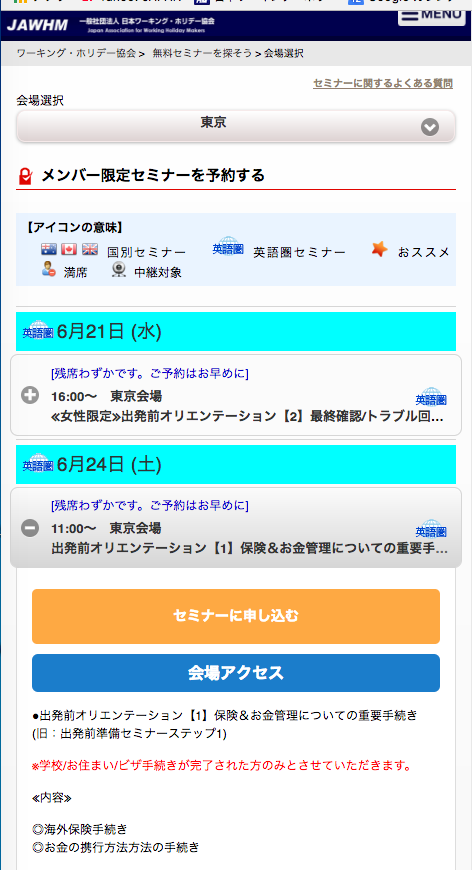 JAWHM 一般社団法人 日本ワーキング・ホリデー協会
Japan Association for Working Holiday Makers
MENU
ワーキング・ホリデー協会 > 無料セミナーを探そう > 会場選択
セミナーに関するよくある質問
会場選択
東京
メンバー限定セミナーを予約する
【アイコンの意味】
国別セミナー 英語圏 英語圏セミナー おススメ
満席 中継対象
英語圏 6月21日 (水)
[残席わずかです。ご予約はお早めに]
16:00〜 東京会場 英語圏
≪女性限定≫出発前オリエンテーション【2】最終確認/トラブル回...
英語圏 6月24日 (土)
[残席わずかです。ご予約はお早めに]
11:00〜 東京会場 英語圏
出発前オリエンテーション【1】保険＆お金管理についての重要手...
セミナーに申し込む
会場アクセス
●出発前オリエンテーション【1】保険＆お金管理についての重要手続き
(旧：出発前準備セミナーステップ1)
※学校/お住まい/ビザ手続きが完了された方のみとさせていただきます。
≪内容≫
◎海外保険手続き
◎お金の携行方法方法の手続き